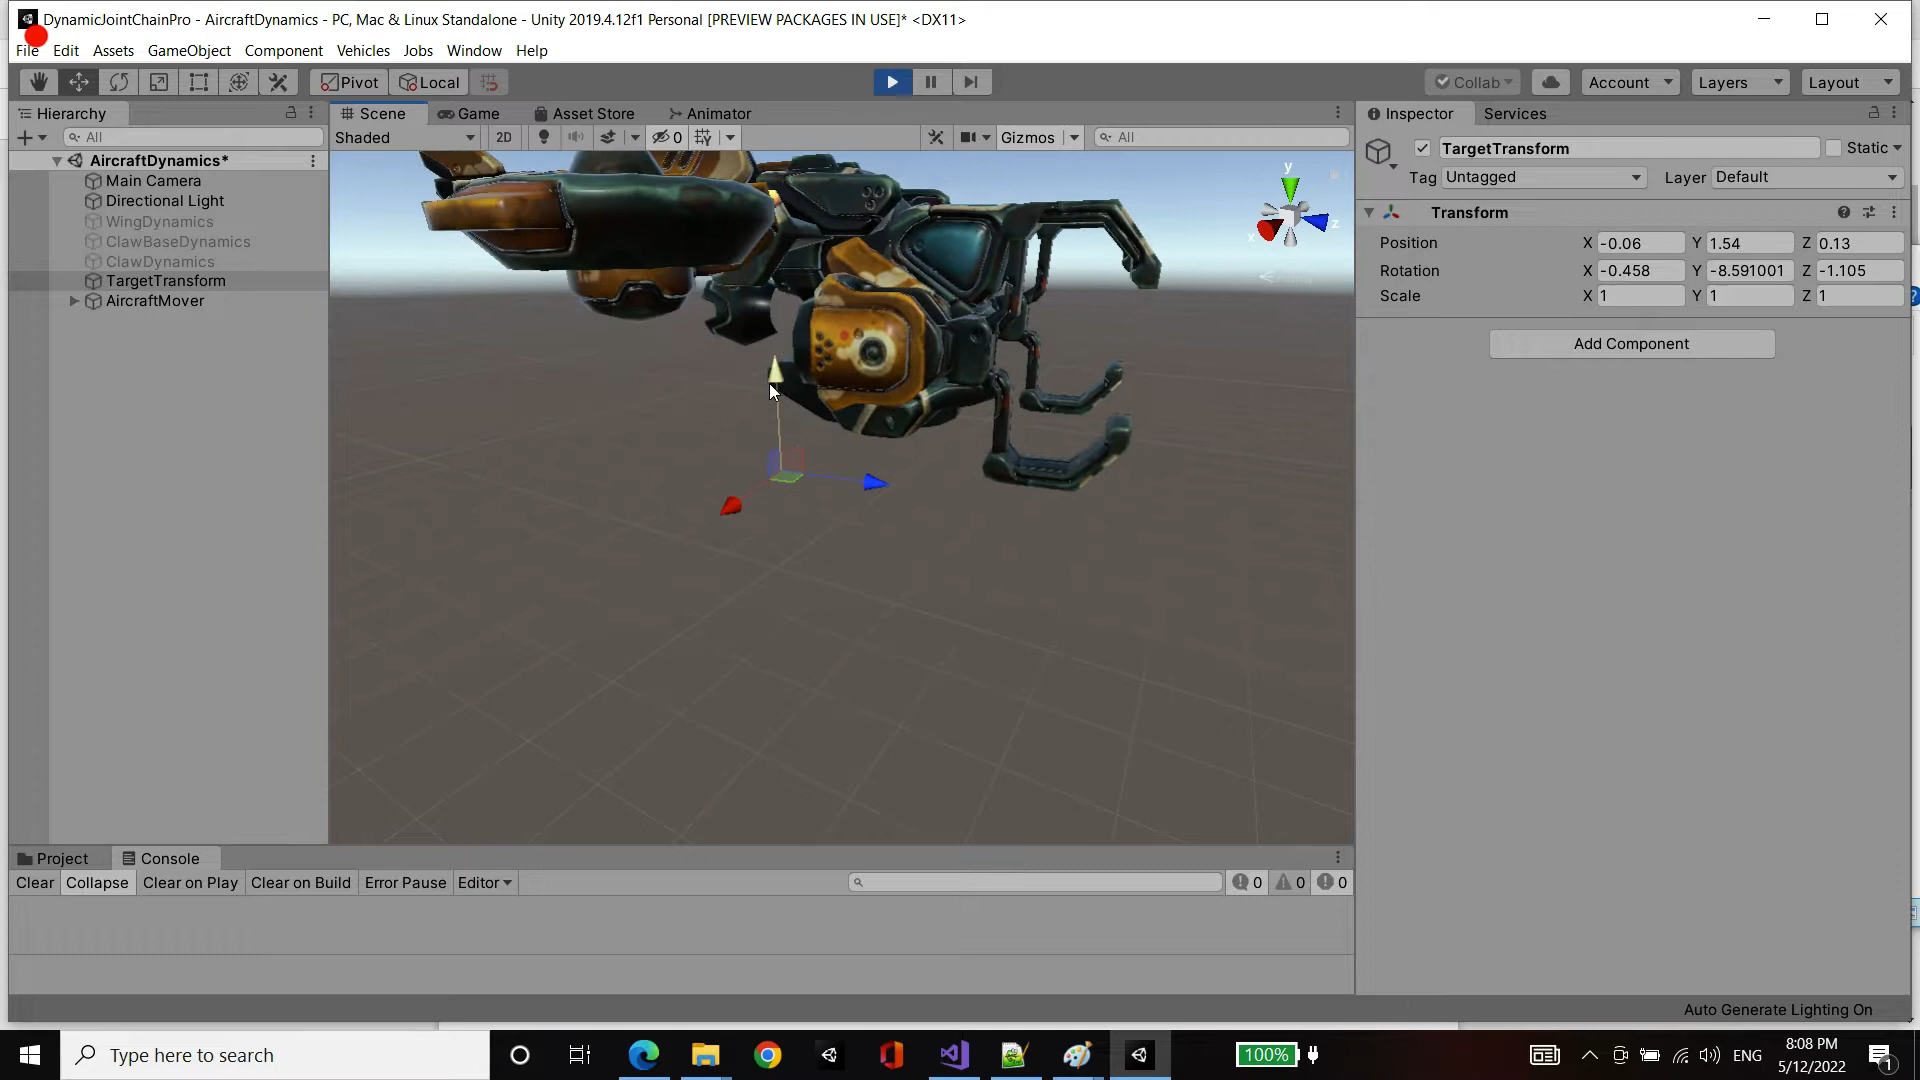 DynamicJointChainPro - AircraftDynamics - PC, Mac & Linux Standalone - Unity 2019.4.12f1 Personal [PREVIEW PACKAGES IN USE]* <DX11>
File Edit Assets GameObject Component Vehicles Jobs Window Help
Pivot Local Collab Account Layers Layout
Hierarchy Scene Game Asset Store Animator Inspector Services
All Shaded 2D 0 Gizmos All
AircraftDynamics*
Main Camera
Directional Light
WingDynamics
ClawBaseDynamics
ClawDynamics
TargetTransform
AircraftMover
y
x
z
TargetTransform Static
Tag Untagged Layer Default
Transform
Position X -0.06 Y 1.54 Z 0.13
Rotation X -0.458 Y -8.591001 Z -1.105
Scale X 1 Y 1 Z 1
Add Component
Project Console
Clear Collapse Clear on Play Clear on Build Error Pause Editor 0 0 0
Auto Generate Lighting On
Type here to search
100%
ENG
8:08 PM
5/12/2022
1